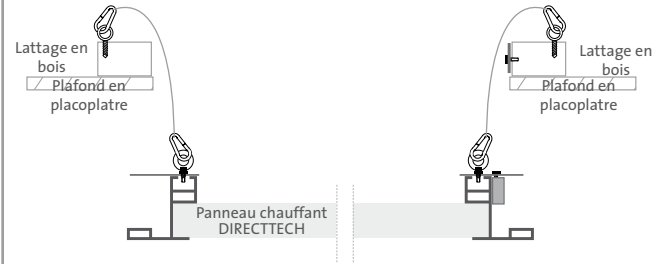 Lattage en
bois
Plafond en
placoplatre
Lattage en
bois
Plafond en
placoplatre
Panneau chauffant
DIRECTTECH